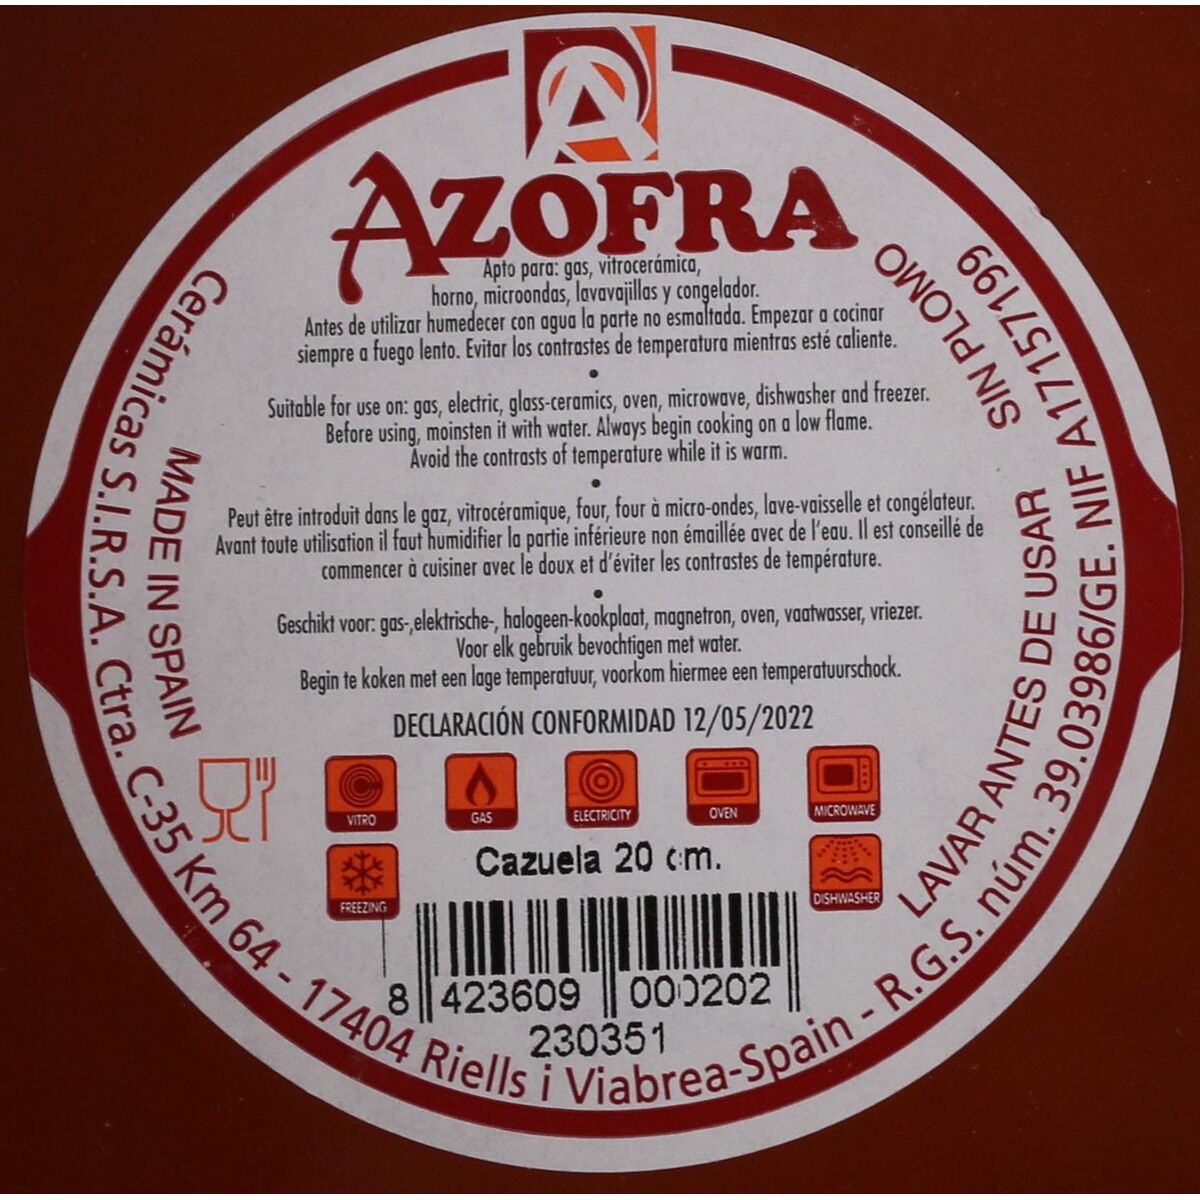 AZOFRA
Apto para: gas, vitrocerámica,
horno, microondas, lavavajillas y congelador.
Antes de utilizar humedecer con agua la parte no esmaltada. Empezar a cocinar
siempre a fuego lento. Evitar los contrastes de temperatura mientras esté caliente.
Suitable for use on: gas, electric, glass-ceramics, oven, microwave, dishwasher and freezer.
Before using, moinsten it with water. Always begin cooking on a low flame.
Avoid the contrasts of temperature while it is warm.
Peut être introduit dans le gaz, vitrocéramique, four, four à micro-ondes, lave-vaisselle et congélateur.
Avant toute utilisation il faut humidifier la partie inférieure non émaillée avec de l'eau. Il est conseillé de
commencer à cuisiner avec le doux et d'éviter les contrastes de température.
Geschikt voor: gas-,elektrische-, halogeen-kookplaat, magnetron, oven, vaatwasser, vriezer.
Voor elk gebruik bevochtigen met water.
Begin te koken met een lage temperatuur, voorkom hiermee een temperatuurschock.
DECLARACIÓN CONFORMIDAD 12/05/2022
VITRO
GAS
ELECTRICITY
OVEN
MICROWAVE
FREEZING
DISHWASHER
Cazuela 20 cm.
8 423609 000202
230351
MADE IN SPAIN
SIN PLOMO
LAVAR ANTES DE USAR
Cerámicas S.I.R.S.A. Ctra. C-35 Km 64 - 17404 Riells i Viabrea-Spain - R.G.S. núm. 39.03986/GE. NIF A17157199